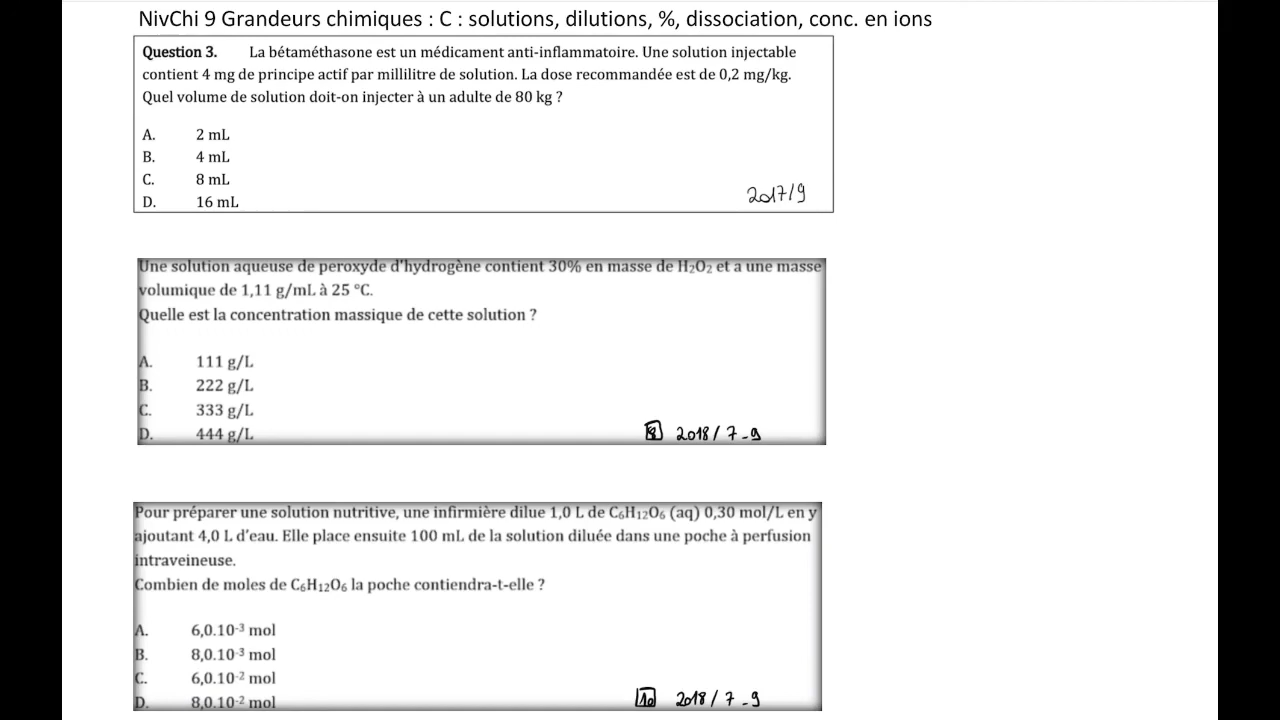 NivChi 9 Grandeurs chimiques : C : solutions, dilutions, %, dissociation, conc. en ions
Question 3. La bétaméthasone est un médicament anti-inflammatoire. Une solution injectable
contient 4 mg de principe actif par millilitre de solution. La dose recommandée est de 0,2 mg/kg.
Quel volume de solution doit-on injecter à un adulte de 80 kg ?
A. 2 mL
B. 4 mL
C. 8 mL
D. 16 mL
2017/9
Une solution aqueuse de peroxyde d'hydrogène contient 30% en masse de H₂O₂ et a une masse
volumique de 1,11 g/mL à 25 °C.
Quelle est la concentration massique de cette solution ?
A. 111 g/L
B. 222 g/L
C. 333 g/L
D. 444 g/L
8 2018/7-9
Pour préparer une solution nutritive, une infirmière dilue 1,0 L de C₆H₁₂O₆ (aq) 0,30 mol/L en y
ajoutant 4,0 L d'eau. Elle place ensuite 100 mL de la solution diluée dans une poche à perfusion
intraveineuse.
Combien de moles de C₆H₁₂O₆ la poche contiendra-t-elle ?
A. 6,0.10⁻³ mol
B. 8,0.10⁻³ mol
C. 6,0.10⁻² mol
D. 8,0.10⁻² mol
10 2018/7-9